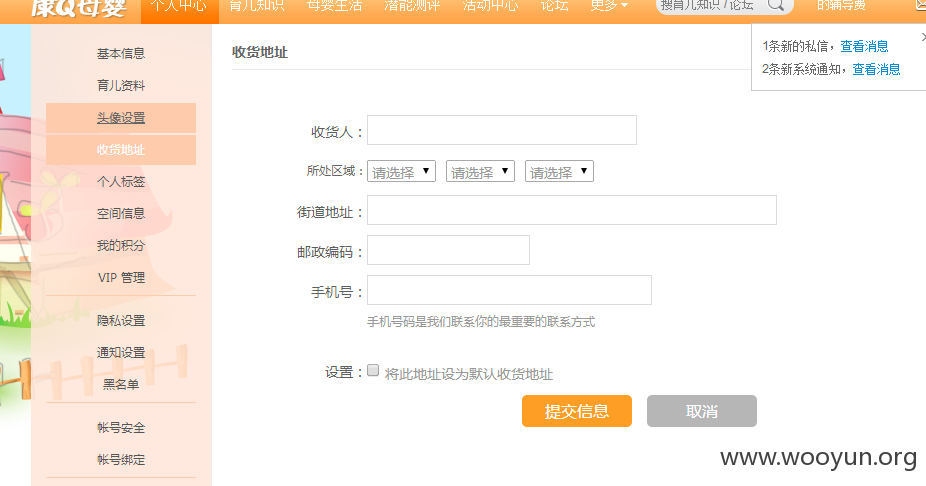 康Q母婴
个人中心 育儿知识 母婴生活 潜能测评 活动中心 论坛 更多
搜育儿知识 / 论坛
1条新的私信，查看消息
2条新系统通知，查看消息
基本信息
育儿资料
头像设置
收货地址
个人标签
空间信息
我的积分
VIP 管理
隐私设置
通知设置
黑名单
帐号安全
帐号绑定
收货地址
收货人：
所处区域： 请选择 请选择 请选择
街道地址：
邮政编码：
手机号：
手机号码是我们联系你的最重要的联系方式
设置： 将此地址设为默认收货地址
提交信息 取消
www.wooyun.org